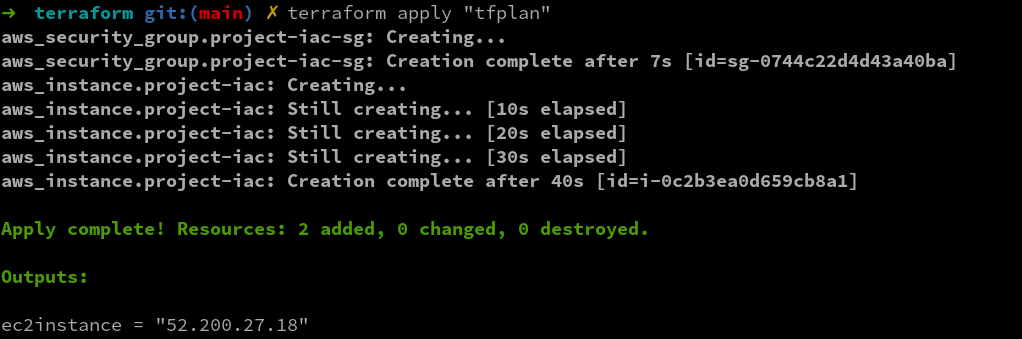 → terraform git:(main) ✗ terraform apply "tfplan"
aws_security_group.project-iac-sg: Creating...
aws_security_group.project-iac-sg: Creation complete after 7s [id=sg-0744c22d4d43a40ba]
aws_instance.project-iac: Creating...
aws_instance.project-iac: Still creating... [10s elapsed]
aws_instance.project-iac: Still creating... [20s elapsed]
aws_instance.project-iac: Still creating... [30s elapsed]
aws_instance.project-iac: Creation complete after 40s [id=i-0c2b3ea0d659cb8a1]
Apply complete! Resources: 2 added, 0 changed, 0 destroyed.
Outputs:
ec2instance = "52.200.27.18"